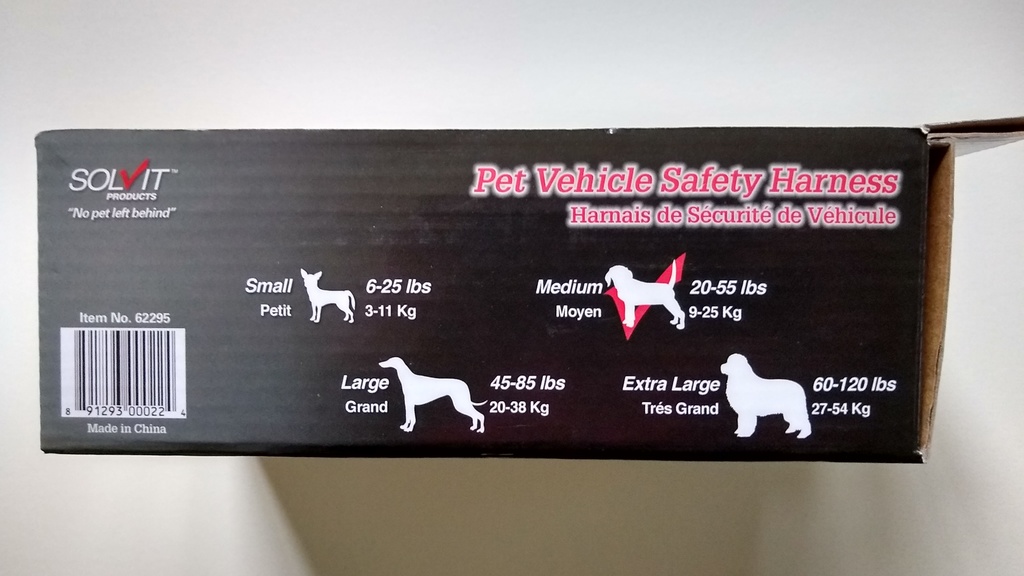 SOLVIT™
PRODUCTS
"No pet left behind"
Pet Vehicle Safety Harness
Harnais de Sécurité de Véhicule
Small 6-25 lbs
Petit 3-11 Kg
Medium 20-55 lbs
Moyen 9-25 Kg
Large 45-85 lbs
Grand 20-38 Kg
Extra Large 60-120 lbs
Trés Grand 27-54 Kg
Item No. 62295
8 91293 00022 4
Made in China